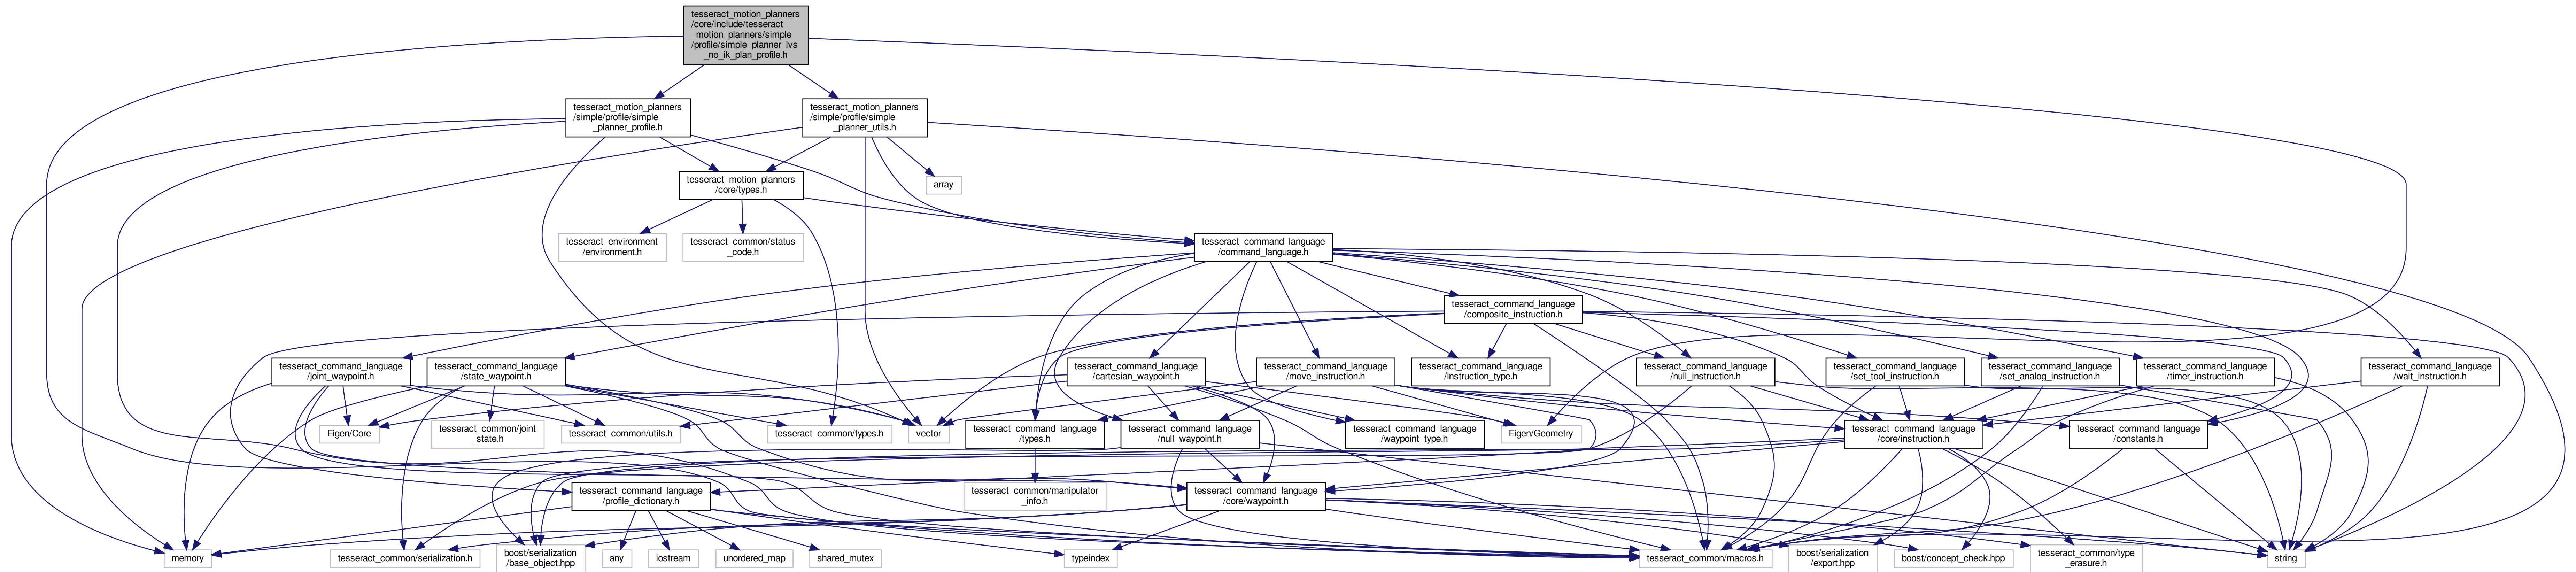 tesseract_motion_planners
/core/include/tesseract
_motion_planners/simple
/profile/simple_planner_lvs
_no_ik_plan_profile.h
tesseract_motion_planners
/simple/profile/simple
_planner_profile.h
tesseract_motion_planners
/simple/profile/simple
_planner_utils.h
tesseract_motion_planners
/core/types.h
array
tesseract_environment
/environment.h
tesseract_common/status
_code.h
tesseract_command_language
/command_language.h
tesseract_command_language
/composite_instruction.h
tesseract_command_language
/joint_waypoint.h
tesseract_command_language
/state_waypoint.h
tesseract_command_language
/cartesian_waypoint.h
tesseract_command_language
/move_instruction.h
tesseract_command_language
/instruction_type.h
tesseract_command_language
/null_instruction.h
tesseract_command_language
/set_tool_instruction.h
tesseract_command_language
/set_analog_instruction.h
tesseract_command_language
/timer_instruction.h
tesseract_command_language
/wait_instruction.h
Eigen/Core
tesseract_common/joint
_state.h
tesseract_common/utils.h
tesseract_common/types.h
vector
tesseract_command_language
/types.h
tesseract_command_language
/null_waypoint.h
tesseract_command_language
/waypoint_type.h
Eigen/Geometry
tesseract_command_language
/core/instruction.h
tesseract_command_language
/constants.h
tesseract_command_language
/profile_dictionary.h
tesseract_common/manipulator
_info.h
tesseract_command_language
/core/waypoint.h
memory
tesseract_common/serialization.h
boost/serialization
/base_object.hpp
any
iostream
unordered_map
shared_mutex
typeindex
tesseract_common/macros.h
boost/serialization
/export.hpp
boost/concept_check.hpp
tesseract_common/type
_erasure.h
string